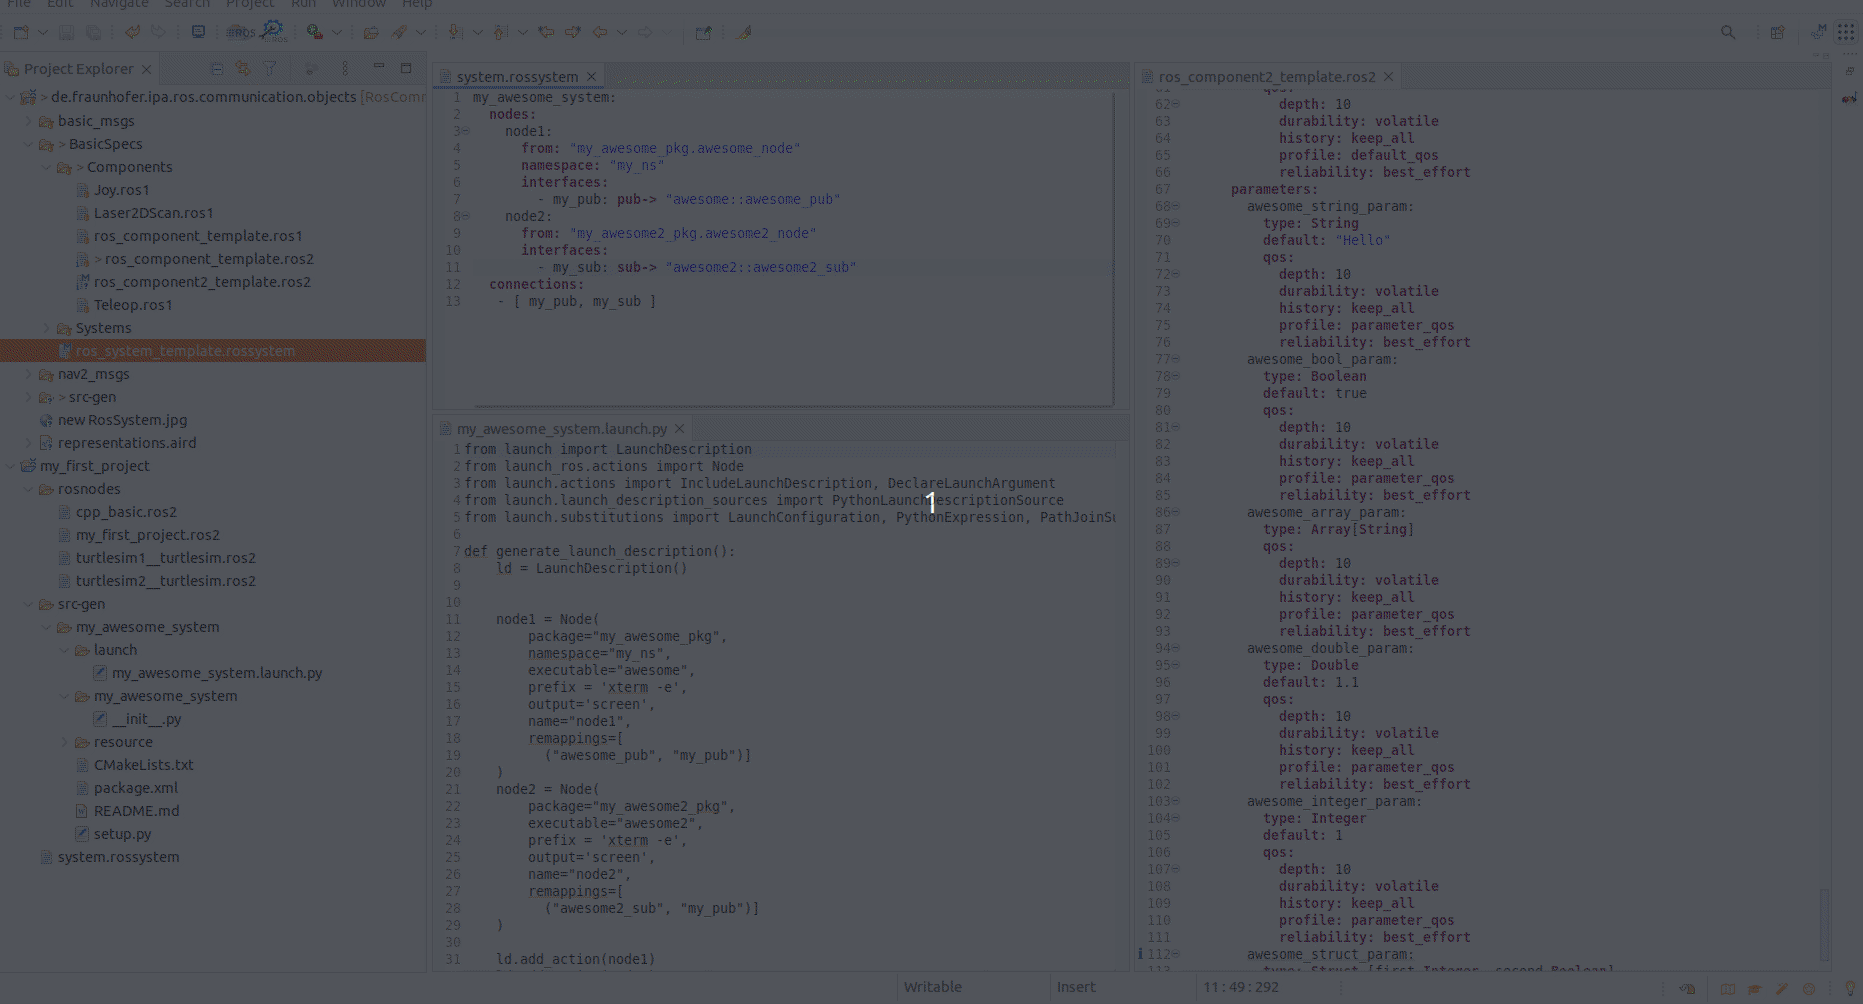 File Edit Navigate Search Project Run Window Help
ROS
Project Explorer
> de.fraunhofer.ipa.ros.communication.objects [RosComm
basic_msgs
> BasicSpecs
> Components
Joy.ros1
Laser2DScan.ros1
ros_component_template.ros1
> ros_component_template.ros2
ros_component2_template.ros2
Teleop.ros1
Systems
ros_system_template.rossystem
nav2_msgs
> src-gen
new RosSystem.jpg
representations.aird
my_first_project
rosnodes
cpp_basic.ros2
my_first_project.ros2
turtlesim1__turtlesim.ros2
turtlesim2__turtlesim.ros2
src-gen
my_awesome_system
launch
my_awesome_system.launch.py
my_awesome_system
__init__.py
resource
CMakeLists.txt
package.xml
README.md
setup.py
system.rossystem
system.rossystem
1 my_awesome_system:
2 nodes:
3 node1:
4 from: "my_awesome_pkg.awesome_node"
5 namespace: "my_ns"
6 interfaces:
7 - my_pub: pub-> "awesome::awesome_pub"
8 node2:
9 from: "my_awesome2_pkg.awesome2_node"
10 interfaces:
11 - my_sub: sub-> "awesome2::awesome2_sub"
12 connections:
13 - [ my_pub, my_sub ]
my_awesome_system.launch.py
1 from launch import LaunchDescription
2 from launch_ros.actions import Node
3 from launch.actions import IncludeLaunchDescription, DeclareLaunchArgument
4 from launch.launch_description_sources import PythonLaunchDescriptionSource
5 from launch.substitutions import LaunchConfiguration, PythonExpression, PathJoinSu
6
7 def generate_launch_description():
8 ld = LaunchDescription()
9
10
11 node1 = Node(
12 package="my_awesome_pkg",
13 namespace="my_ns",
14 executable="awesome",
15 prefix = 'xterm -e',
16 output='screen',
17 name="node1",
18 remappings=[
19 ("awesome_pub", "my_pub")]
20 )
21 node2 = Node(
22 package="my_awesome2_pkg",
23 executable="awesome2",
24 prefix = 'xterm -e',
25 output='screen',
26 name="node2",
27 remappings=[
28 ("awesome2_sub", "my_pub")]
29 )
30
31 ld.add_action(node1)
1
ros_component2_template.ros2
61 qos:
62 depth: 10
63 durability: volatile
64 history: keep_all
65 profile: default_qos
66 reliability: best_effort
67 parameters:
68 awesome_string_param:
69 type: String
70 default: "Hello"
71 qos:
72 depth: 10
73 durability: volatile
74 history: keep_all
75 profile: parameter_qos
76 reliability: best_effort
77 awesome_bool_param:
78 type: Boolean
79 default: true
80 qos:
81 depth: 10
82 durability: volatile
83 history: keep_all
84 profile: parameter_qos
85 reliability: best_effort
86 awesome_array_param:
87 type: Array[String]
88 qos:
89 depth: 10
90 durability: volatile
91 history: keep_all
92 profile: parameter_qos
93 reliability: best_effort
94 awesome_double_param:
95 type: Double
96 default: 1.1
97 qos:
98 depth: 10
99 durability: volatile
100 history: keep_all
101 profile: parameter_qos
102 reliability: best_effort
103 awesome_integer_param:
104 type: Integer
105 default: 1
106 qos:
107 depth: 10
108 durability: volatile
109 history: keep_all
110 profile: parameter_qos
111 reliability: best_effort
112 awesome_struct_param:
113 type: Struct [first Integer, second Boolean]
Writable Insert 11 : 49 : 292